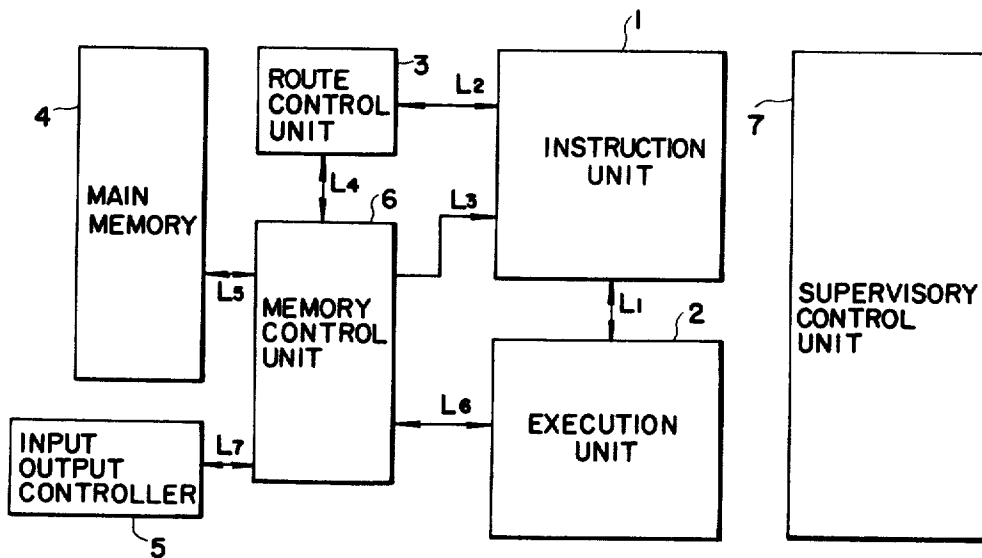 1
3
ROUTE
CONTROL
UNIT
L2
4
7
INSTRUCTION
UNIT
MAIN
MEMORY
L4
6
L3
L5
MEMORY
CONTROL
UNIT
L1
2
SUPERVISORY
CONTROL
UNIT
L6
EXECUTION
UNIT
INPUT
OUTPUT
CONTROLLER
L7
5